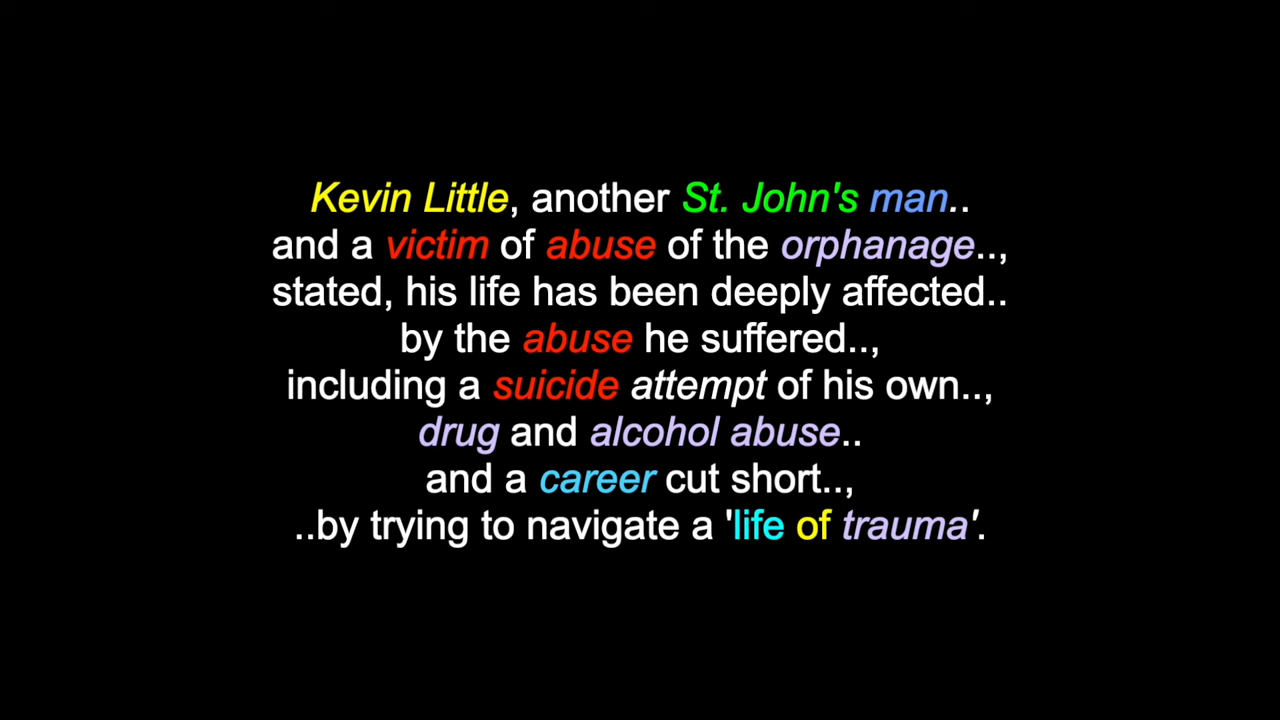 Kevin Little, another St. John's man..
and a victim of abuse of the orphanage..,
stated, his life has been deeply affected..
by the abuse he suffered..,
including a suicide attempt of his own..,
drug and alcohol abuse..
and a career cut short..,
..by trying to navigate a 'life of trauma'.